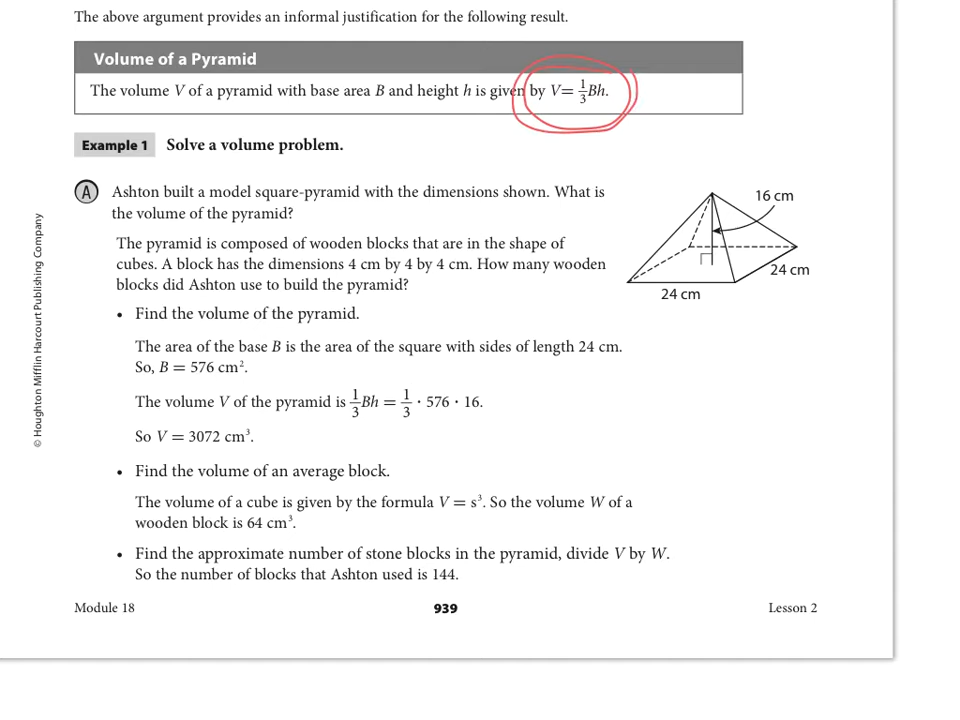 The above argument provides an informal justification for the following result.
Volume of a Pyramid
The volume V of a pyramid with base area B and height h is given by V= 1/3 Bh.
Example 1 Solve a volume problem.
A Ashton built a model square-pyramid with the dimensions shown. What is
the volume of the pyramid?
16 cm
24 cm
24 cm
The pyramid is composed of wooden blocks that are in the shape of
cubes. A block has the dimensions 4 cm by 4 by 4 cm. How many wooden
blocks did Ashton use to build the pyramid?
• Find the volume of the pyramid.
The area of the base B is the area of the square with sides of length 24 cm.
So, B = 576 cm².
The volume V of the pyramid is 1/3 Bh = 1/3 · 576 · 16.
So V = 3072 cm³.
• Find the volume of an average block.
The volume of a cube is given by the formula V = s³. So the volume W of a
wooden block is 64 cm³.
• Find the approximate number of stone blocks in the pyramid, divide V by W.
So the number of blocks that Ashton used is 144.
© Houghton Mifflin Harcourt Publishing Company
Module 18
939
Lesson 2